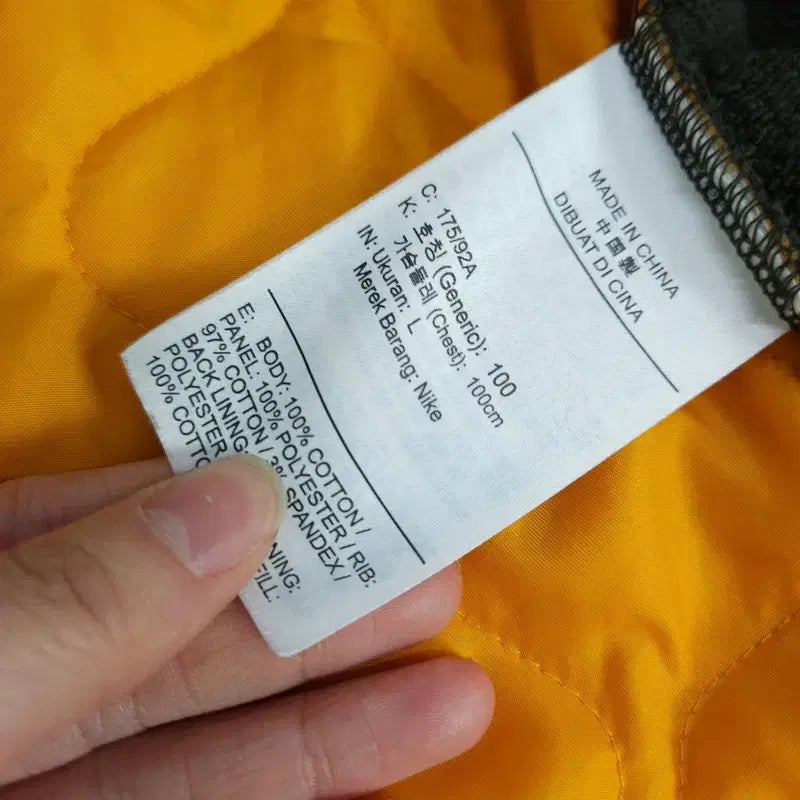 MADE IN CHINA
中国製
DIBUAT DI CINA
C: 175/92A
K: 호칭 (Generic): 100
가슴둘레 (Chest): 100cm
IN: Ukuran: L
Merek Barang: Nike
E: BODY: 100% COTTON /
PANEL: 100% POLYESTER / RIB:
97% COTTON / 3% SPANDEX /
BACK LINING:
POLYESTER
100% COTTO